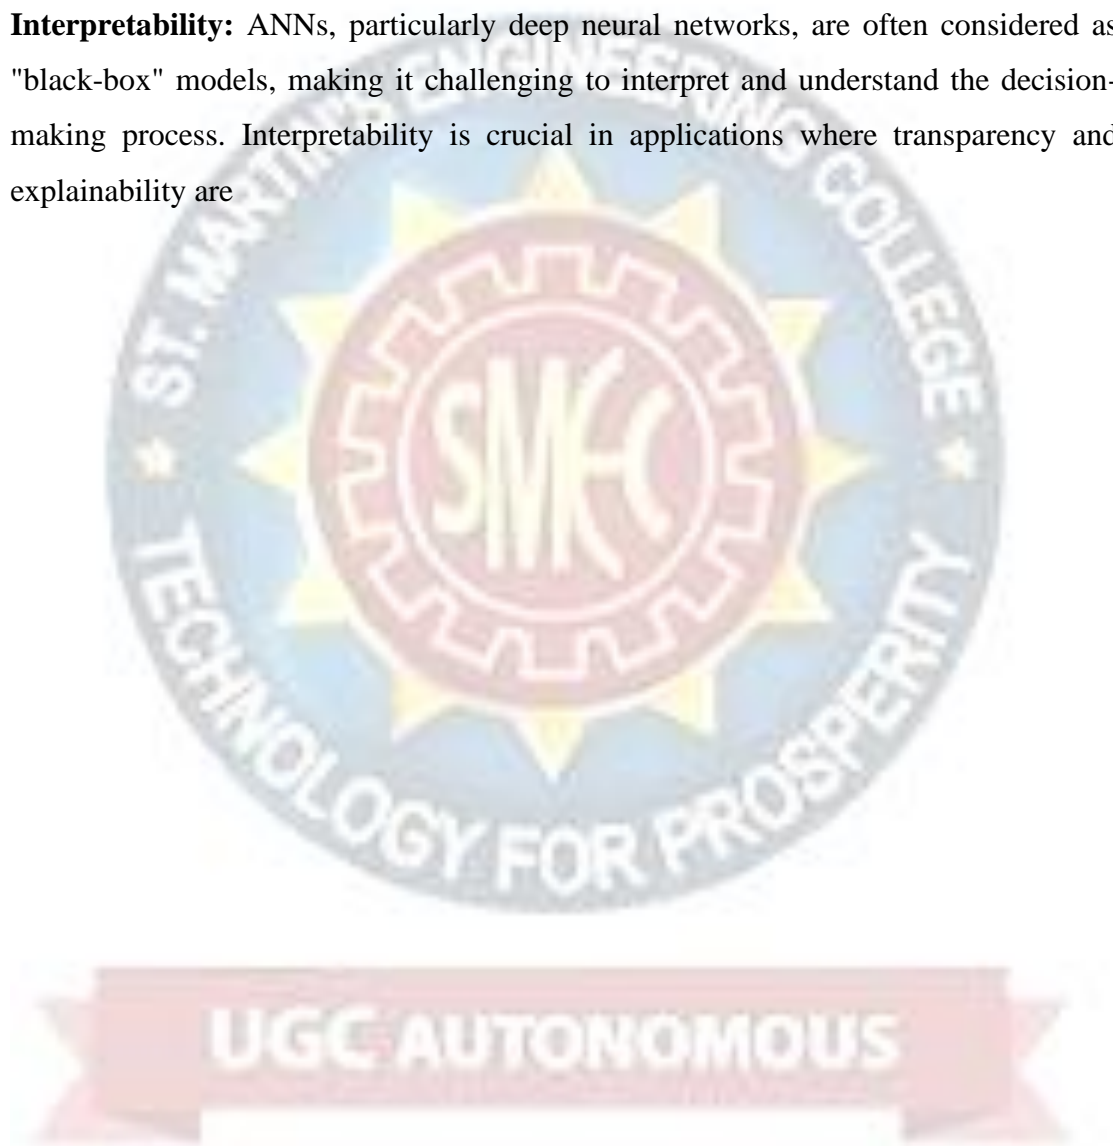 Interpretability: ANNs, particularly deep neural networks, are often considered as
"black-box" models, making it challenging to interpret and understand the decision-
making process. Interpretability is crucial in applications where transparency and
explainability are
ST. MARTIN'S ENGINEERING COLLEGE
SMEC
TECHNOLOGY FOR PROSPERITY
UGC AUTONOMOUS